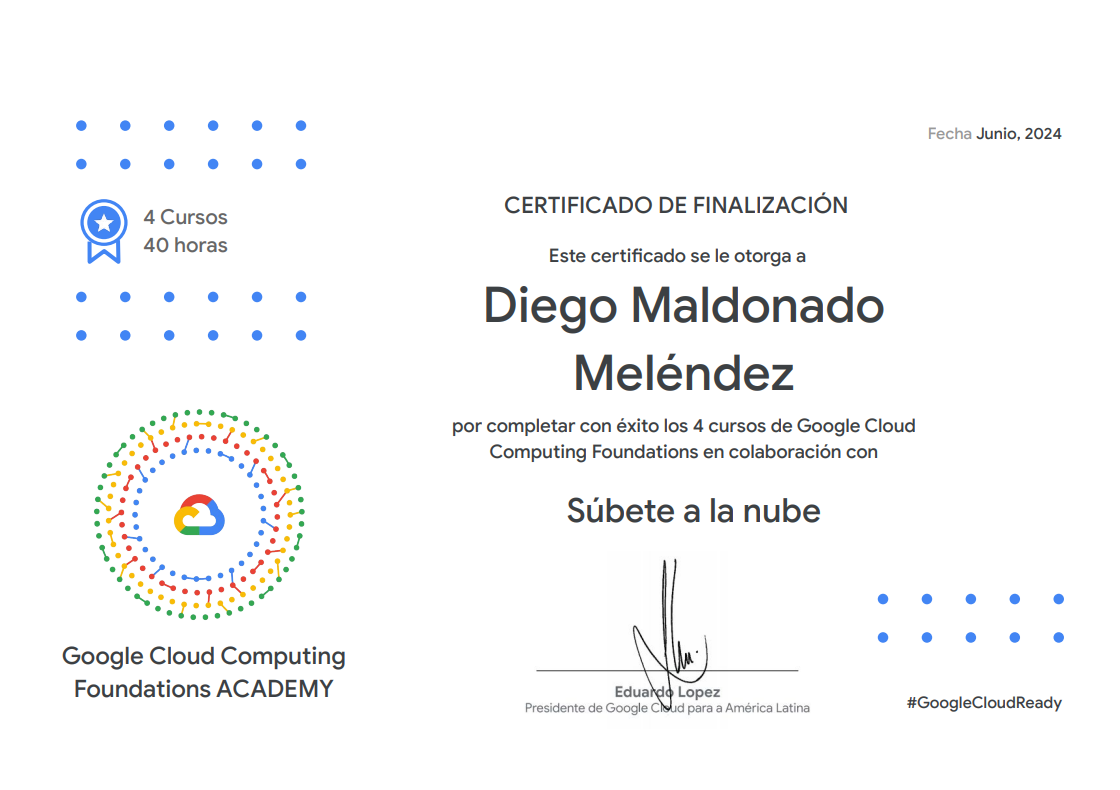 Fecha Junio, 2024
4 Cursos
40 horas
CERTIFICADO DE FINALIZACIÓN
Este certificado se le otorga a
Diego Maldonado
Meléndez
por completar con éxito los 4 cursos de Google Cloud
Computing Foundations en colaboración con
Súbete a la nube
Google Cloud Computing
Foundations ACADEMY
Eduardo Lopez
Presidente de Google Cloud para a América Latina
#GoogleCloudReady